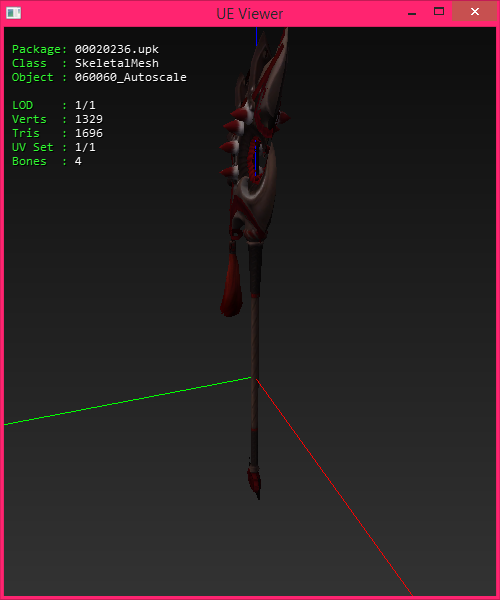 UE Viewer
Package: 00020236.upk
Class : SkeletalMesh
Object : 060060_Autoscale
LOD : 1/1
Verts : 1329
Tris : 1696
UV Set : 1/1
Bones : 4